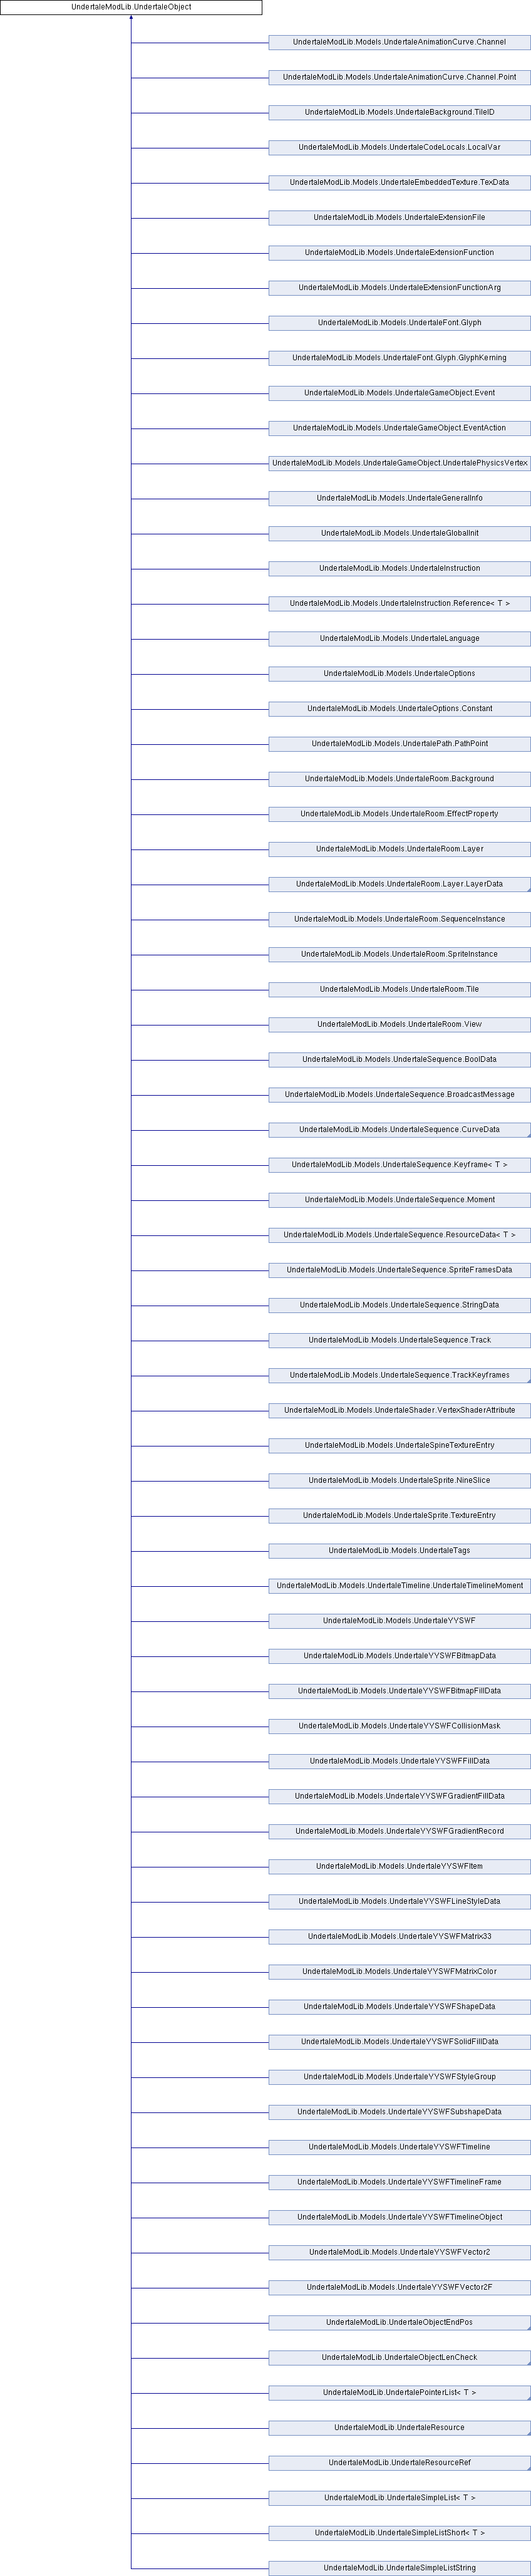 UndertaleModLib.UndertaleObject
UndertaleModLib.Models.UndertaleAnimationCurve.Channel
UndertaleModLib.Models.UndertaleAnimationCurve.Channel.Point
UndertaleModLib.Models.UndertaleBackground.TileID
UndertaleModLib.Models.UndertaleCodeLocals.LocalVar
UndertaleModLib.Models.UndertaleEmbeddedTexture.TexData
UndertaleModLib.Models.UndertaleExtensionFile
UndertaleModLib.Models.UndertaleExtensionFunction
UndertaleModLib.Models.UndertaleExtensionFunctionArg
UndertaleModLib.Models.UndertaleFont.Glyph
UndertaleModLib.Models.UndertaleFont.Glyph.GlyphKerning
UndertaleModLib.Models.UndertaleGameObject.Event
UndertaleModLib.Models.UndertaleGameObject.EventAction
UndertaleModLib.Models.UndertaleGameObject.UndertalePhysicsVertex
UndertaleModLib.Models.UndertaleGeneralInfo
UndertaleModLib.Models.UndertaleGlobalInit
UndertaleModLib.Models.UndertaleInstruction
UndertaleModLib.Models.UndertaleInstruction.Reference< T >
UndertaleModLib.Models.UndertaleLanguage
UndertaleModLib.Models.UndertaleOptions
UndertaleModLib.Models.UndertaleOptions.Constant
UndertaleModLib.Models.UndertalePath.PathPoint
UndertaleModLib.Models.UndertaleRoom.Background
UndertaleModLib.Models.UndertaleRoom.EffectProperty
UndertaleModLib.Models.UndertaleRoom.Layer
UndertaleModLib.Models.UndertaleRoom.Layer.LayerData
UndertaleModLib.Models.UndertaleRoom.SequenceInstance
UndertaleModLib.Models.UndertaleRoom.SpriteInstance
UndertaleModLib.Models.UndertaleRoom.Tile
UndertaleModLib.Models.UndertaleRoom.View
UndertaleModLib.Models.UndertaleSequence.BoolData
UndertaleModLib.Models.UndertaleSequence.BroadcastMessage
UndertaleModLib.Models.UndertaleSequence.CurveData
UndertaleModLib.Models.UndertaleSequence.Keyframe< T >
UndertaleModLib.Models.UndertaleSequence.Moment
UndertaleModLib.Models.UndertaleSequence.ResourceData< T >
UndertaleModLib.Models.UndertaleSequence.SpriteFramesData
UndertaleModLib.Models.UndertaleSequence.StringData
UndertaleModLib.Models.UndertaleSequence.Track
UndertaleModLib.Models.UndertaleSequence.TrackKeyframes
UndertaleModLib.Models.UndertaleShader.VertexShaderAttribute
UndertaleModLib.Models.UndertaleSpineTextureEntry
UndertaleModLib.Models.UndertaleSprite.NineSlice
UndertaleModLib.Models.UndertaleSprite.TextureEntry
UndertaleModLib.Models.UndertaleTags
UndertaleModLib.Models.UndertaleTimeline.UndertaleTimelineMoment
UndertaleModLib.Models.UndertaleYYSWF
UndertaleModLib.Models.UndertaleYYSWFBitmapData
UndertaleModLib.Models.UndertaleYYSWFBitmapFillData
UndertaleModLib.Models.UndertaleYYSWFCollisionMask
UndertaleModLib.Models.UndertaleYYSWFFillData
UndertaleModLib.Models.UndertaleYYSWFGradientFillData
UndertaleModLib.Models.UndertaleYYSWFGradientRecord
UndertaleModLib.Models.UndertaleYYSWFItem
UndertaleModLib.Models.UndertaleYYSWFLineStyleData
UndertaleModLib.Models.UndertaleYYSWFMatrix33
UndertaleModLib.Models.UndertaleYYSWFMatrixColor
UndertaleModLib.Models.UndertaleYYSWFShapeData
UndertaleModLib.Models.UndertaleYYSWFSolidFillData
UndertaleModLib.Models.UndertaleYYSWFStyleGroup
UndertaleModLib.Models.UndertaleYYSWFSubshapeData
UndertaleModLib.Models.UndertaleYYSWFTimeline
UndertaleModLib.Models.UndertaleYYSWFTimelineFrame
UndertaleModLib.Models.UndertaleYYSWFTimelineObject
UndertaleModLib.Models.UndertaleYYSWFVector2
UndertaleModLib.Models.UndertaleYYSWFVector2F
UndertaleModLib.UndertaleObjectEndPos
UndertaleModLib.UndertaleObjectLenCheck
UndertaleModLib.UndertalePointerList< T >
UndertaleModLib.UndertaleResource
UndertaleModLib.UndertaleResourceRef
UndertaleModLib.UndertaleSimpleList< T >
UndertaleModLib.UndertaleSimpleListShort< T >
UndertaleModLib.UndertaleSimpleListString